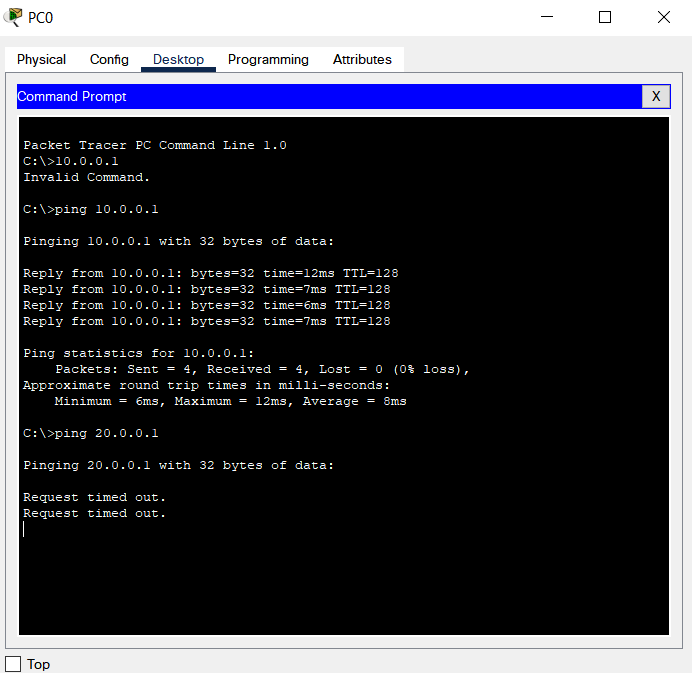 PC0
Physical Config Desktop Programming Attributes
Command Prompt X
Packet Tracer PC Command Line 1.0
C:\>10.0.0.1
Invalid Command.
C:\>ping 10.0.0.1
Pinging 10.0.0.1 with 32 bytes of data:
Reply from 10.0.0.1: bytes=32 time=12ms TTL=128
Reply from 10.0.0.1: bytes=32 time=7ms TTL=128
Reply from 10.0.0.1: bytes=32 time=6ms TTL=128
Reply from 10.0.0.1: bytes=32 time=7ms TTL=128
Ping statistics for 10.0.0.1:
Packets: Sent = 4, Received = 4, Lost = 0 (0% loss),
Approximate round trip times in milli-seconds:
Minimum = 6ms, Maximum = 12ms, Average = 8ms
C:\>ping 20.0.0.1
Pinging 20.0.0.1 with 32 bytes of data:
Request timed out.
Request timed out.
Top